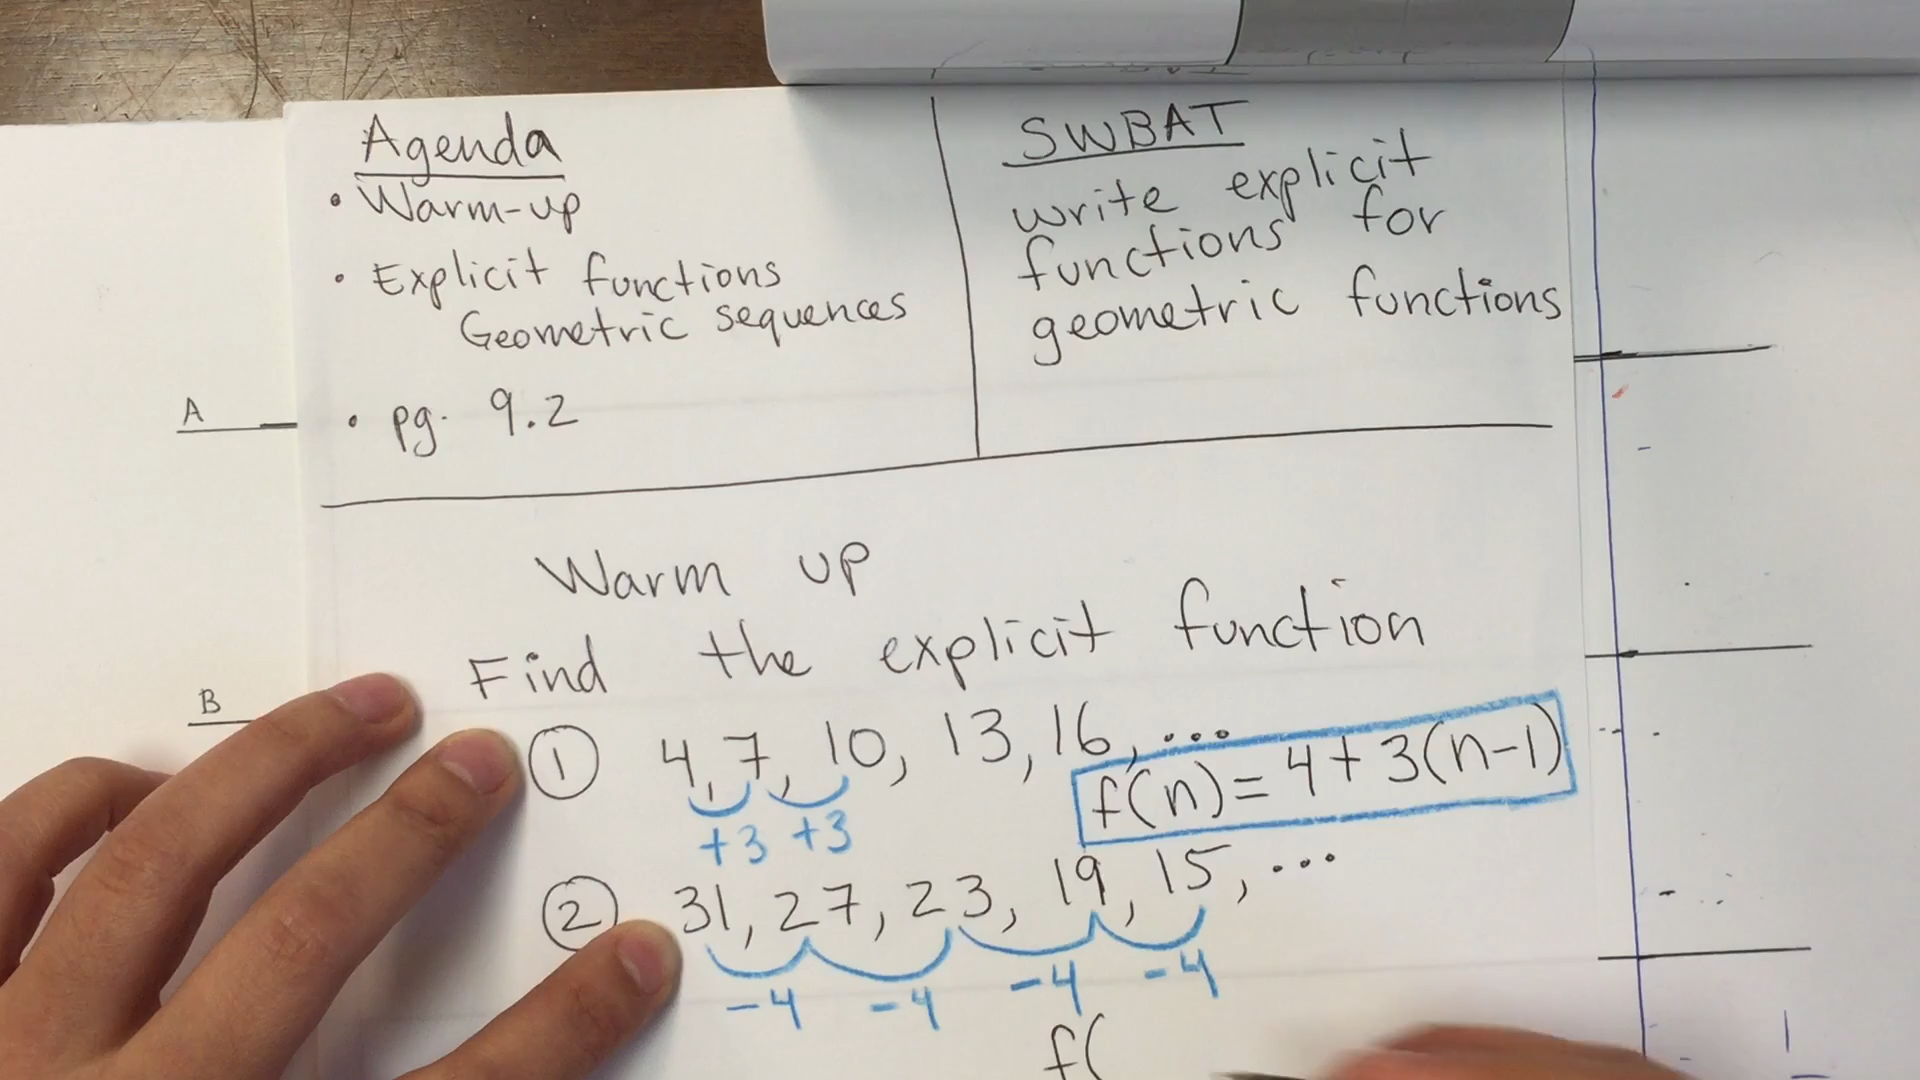 Agenda
• Warm-up
• Explicit functions
Geometric sequences
• pg. 9.2
SWBAT
write explicit
functions for
geometric functions
A
B
Warm up
Find the explicit function
① 4, 7, 10, 13, 16, ...
f(n) = 4+3(n-1)
+3 +3
② 31, 27, 23, 19, 15, ...
-4 -4 -4 -4
f(